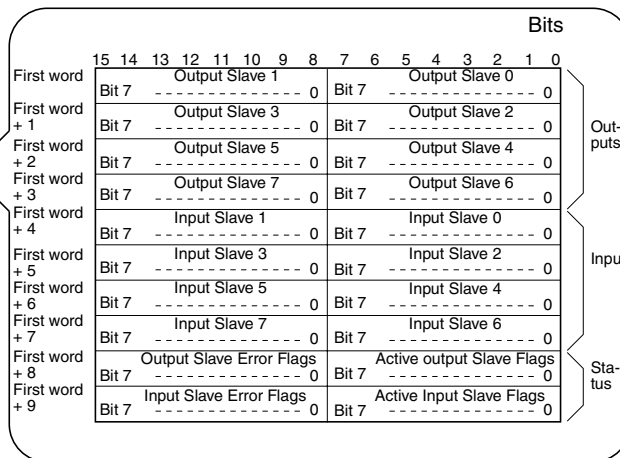 Bits
15 14 13 12 11 10 9 8 7 6 5 4 3 2 1 0
First word Output Slave 1 Output Slave 0
Bit 7 0 Bit 7 0
First word + 1 Output Slave 3 Output Slave 2
Bit 7 0 Bit 7 0
First word + 2 Output Slave 5 Output Slave 4
Bit 7 0 Bit 7 0
First word + 3 Output Slave 7 Output Slave 6
Bit 7 0 Bit 7 0
Out-
puts
First word + 4 Input Slave 1 Input Slave 0
Bit 7 0 Bit 7 0
First word + 5 Input Slave 3 Input Slave 2
Bit 7 0 Bit 7 0
First word + 6 Input Slave 5 Input Slave 4
Bit 7 0 Bit 7 0
First word + 7 Input Slave 7 Input Slave 6
Bit 7 0 Bit 7 0
Input
First word + 8 Output Slave Error Flags Active output Slave Flags
Bit 7 0 Bit 7 0
First word + 9 Input Slave Error Flags Active Input Slave Flags
Bit 7 0 Bit 7 0
Sta-
tus